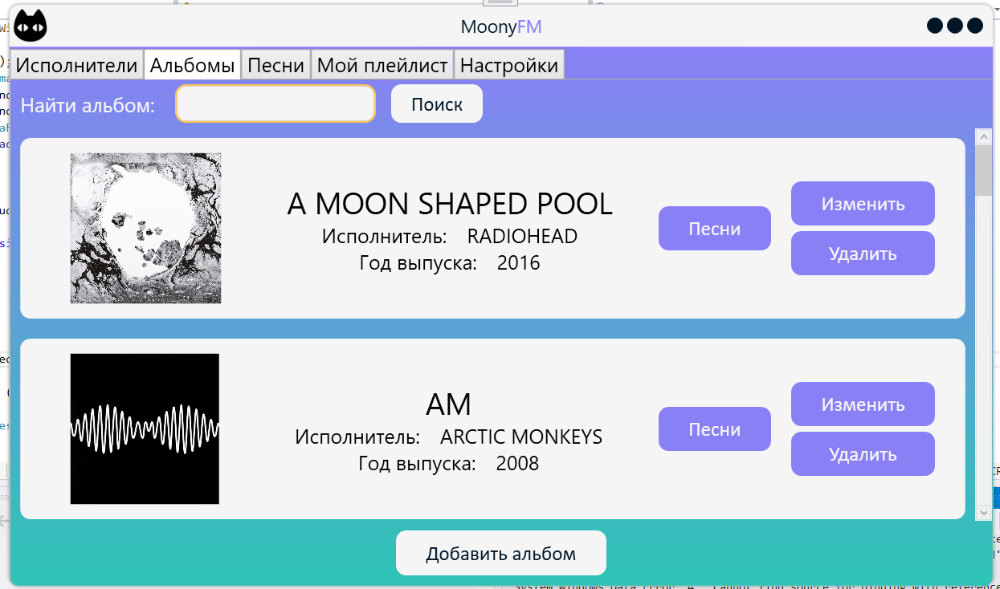 MoonyFM
Исполнители Альбомы Песни Мой плейлист Настройки
Найти альбом: Поиск
A MOON SHAPED POOL
Исполнитель: RADIOHEAD
Год выпуска: 2016
Песни
Изменить
Удалить
AM
Исполнитель: ARCTIC MONKEYS
Год выпуска: 2008
Песни
Изменить
Удалить
Добавить альбом